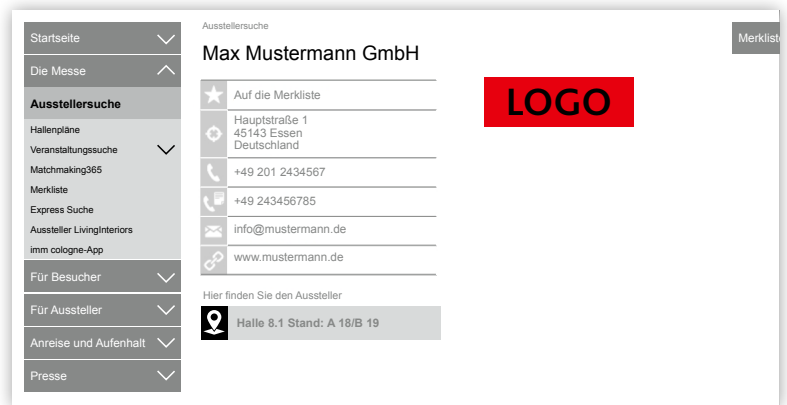 Startseite
Die Messe
Ausstellersuche
Hallenpläne
Veranstaltungssuche
Matchmaking365
Merkliste
Express Suche
Aussteller LivingInteriors
imm cologne-App
Für Besucher
Für Aussteller
Anreise und Aufenhalt
Presse
Ausstellersuche
Max Mustermann GmbH
Auf die Merkliste
Hauptstraße 1
45143 Essen
Deutschland
+49 201 2434567
+49 243456785
info@mustermann.de
www.mustermann.de
Hier finden Sie den Aussteller
Halle 8.1 Stand: A 18/B 19
LOGO
Merkliste